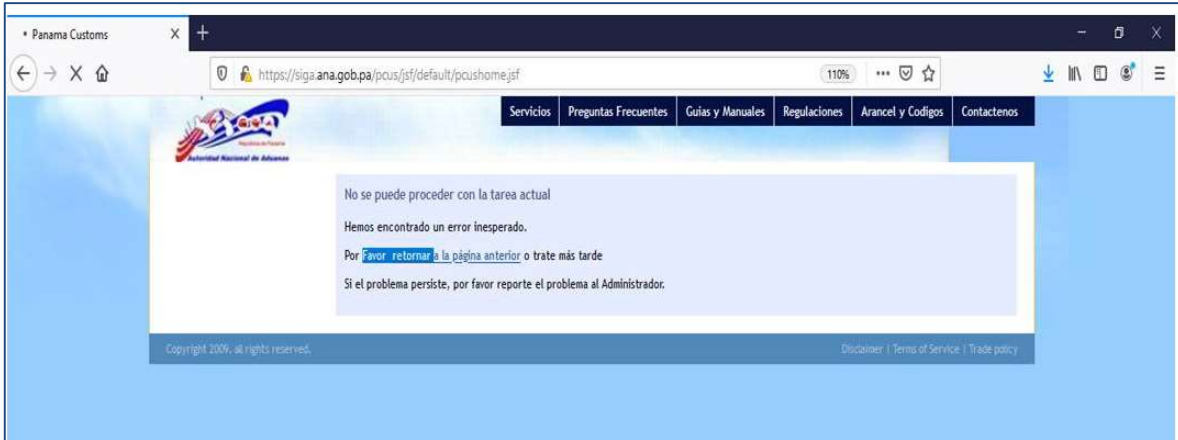 Panama Customs
https://siga.ana.gob.pa/pcus/jsf/default/pcushome.jsf
110%
Servicios Preguntas Frecuentes Guias y Manuales Regulaciones Arancel y Codigos Contactenos
República de Panamá
Autoridad Nacional de Aduanas
No se puede proceder con la tarea actual
Hemos encontrado un error inesperado.
Por Favor retornar a la página anterior o trate más tarde
Si el problema persiste, por favor reporte el problema al Administrador.
Copyright 2009, all rights reserved. Disclaimer | Terms of Service | Trade policy